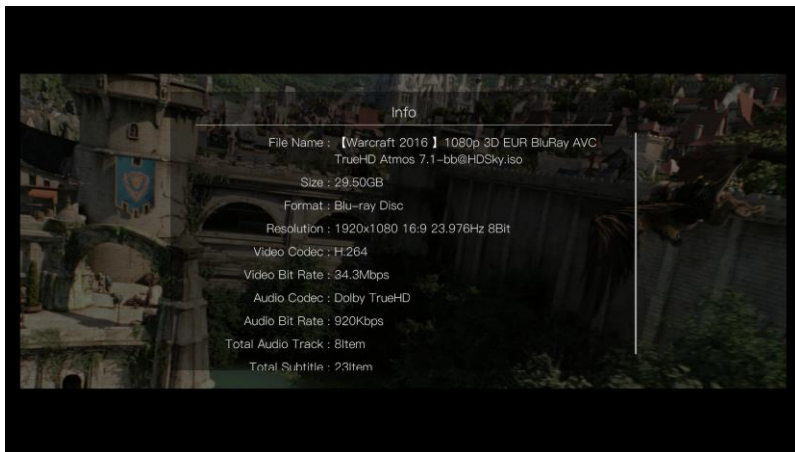 Info
File Name : 【Warcraft 2016 】 1080p 3D EUR BluRay AVC
TrueHD Atmos 7.1-bb@HDSky.iso
Size : 29.50GB
Format : Blu-ray Disc
Resolution : 1920x1080 16:9 23.976Hz 8Bit
Video Codec : H.264
Video Bit Rate : 34.3Mbps
Audio Codec : Dolby TrueHD
Audio Bit Rate : 920Kbps
Total Audio Track : 8Item
Total Subtitle : 23Item